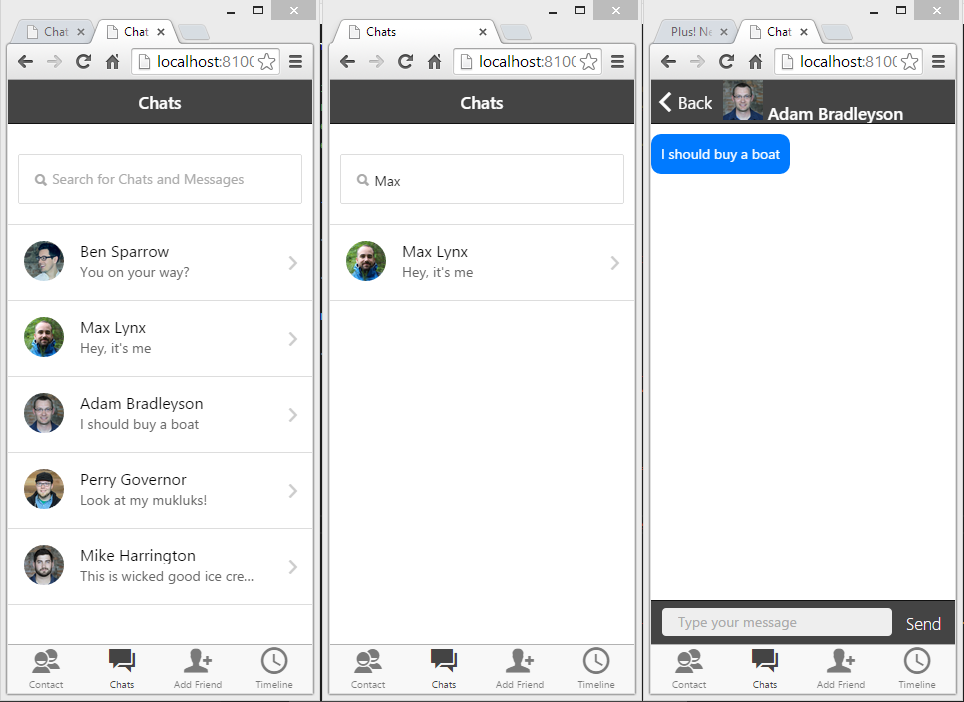 Chat
Chat
localhost:8100
Chats
Search for Chats and Messages
Ben Sparrow
You on your way?
Max Lynx
Hey, it's me
Adam Bradleyson
I should buy a boat
Perry Governor
Look at my mukluks!
Mike Harrington
This is wicked good ice cre...
Contact Chats Add Friend Timeline
Chats
localhost:8100
Chats
Max
Max Lynx
Hey, it's me
Contact Chats Add Friend Timeline
Plus! Ne
Chat
localhost:8100
Back Adam Bradleyson
I should buy a boat
Type your message Send
Contact Chats Add Friend Timeline